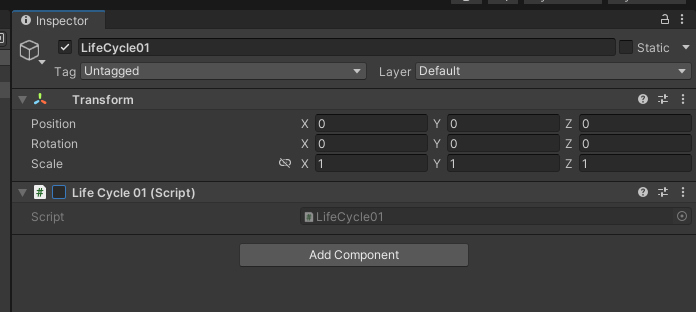 Inspector
LifeCycle01 Static
Tag Untagged Layer Default
Transform
Position X 0 Y 0 Z 0
Rotation X 0 Y 0 Z 0
Scale X 1 Y 1 Z 1
# Life Cycle 01 (Script)
Script # LifeCycle01
Add Component